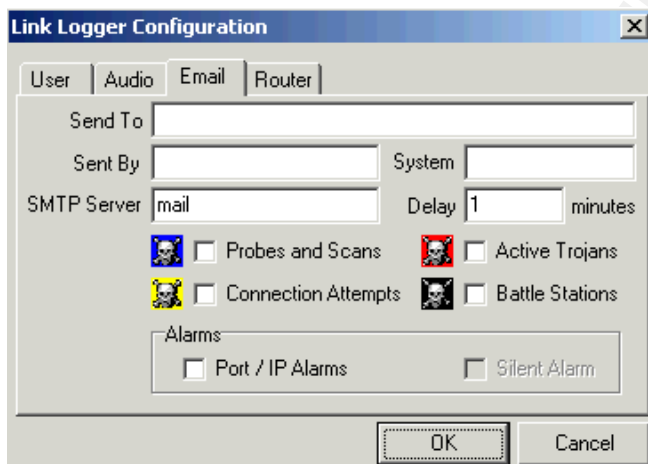 Link Logger Configuration
User Audio Email Router
Send To
Sent By System
SMTP Server mail Delay 1 minutes
Probes and Scans Active Trojans
Connection Attempts Battle Stations
Alarms
Port / IP Alarms Silent Alarm
OK Cancel